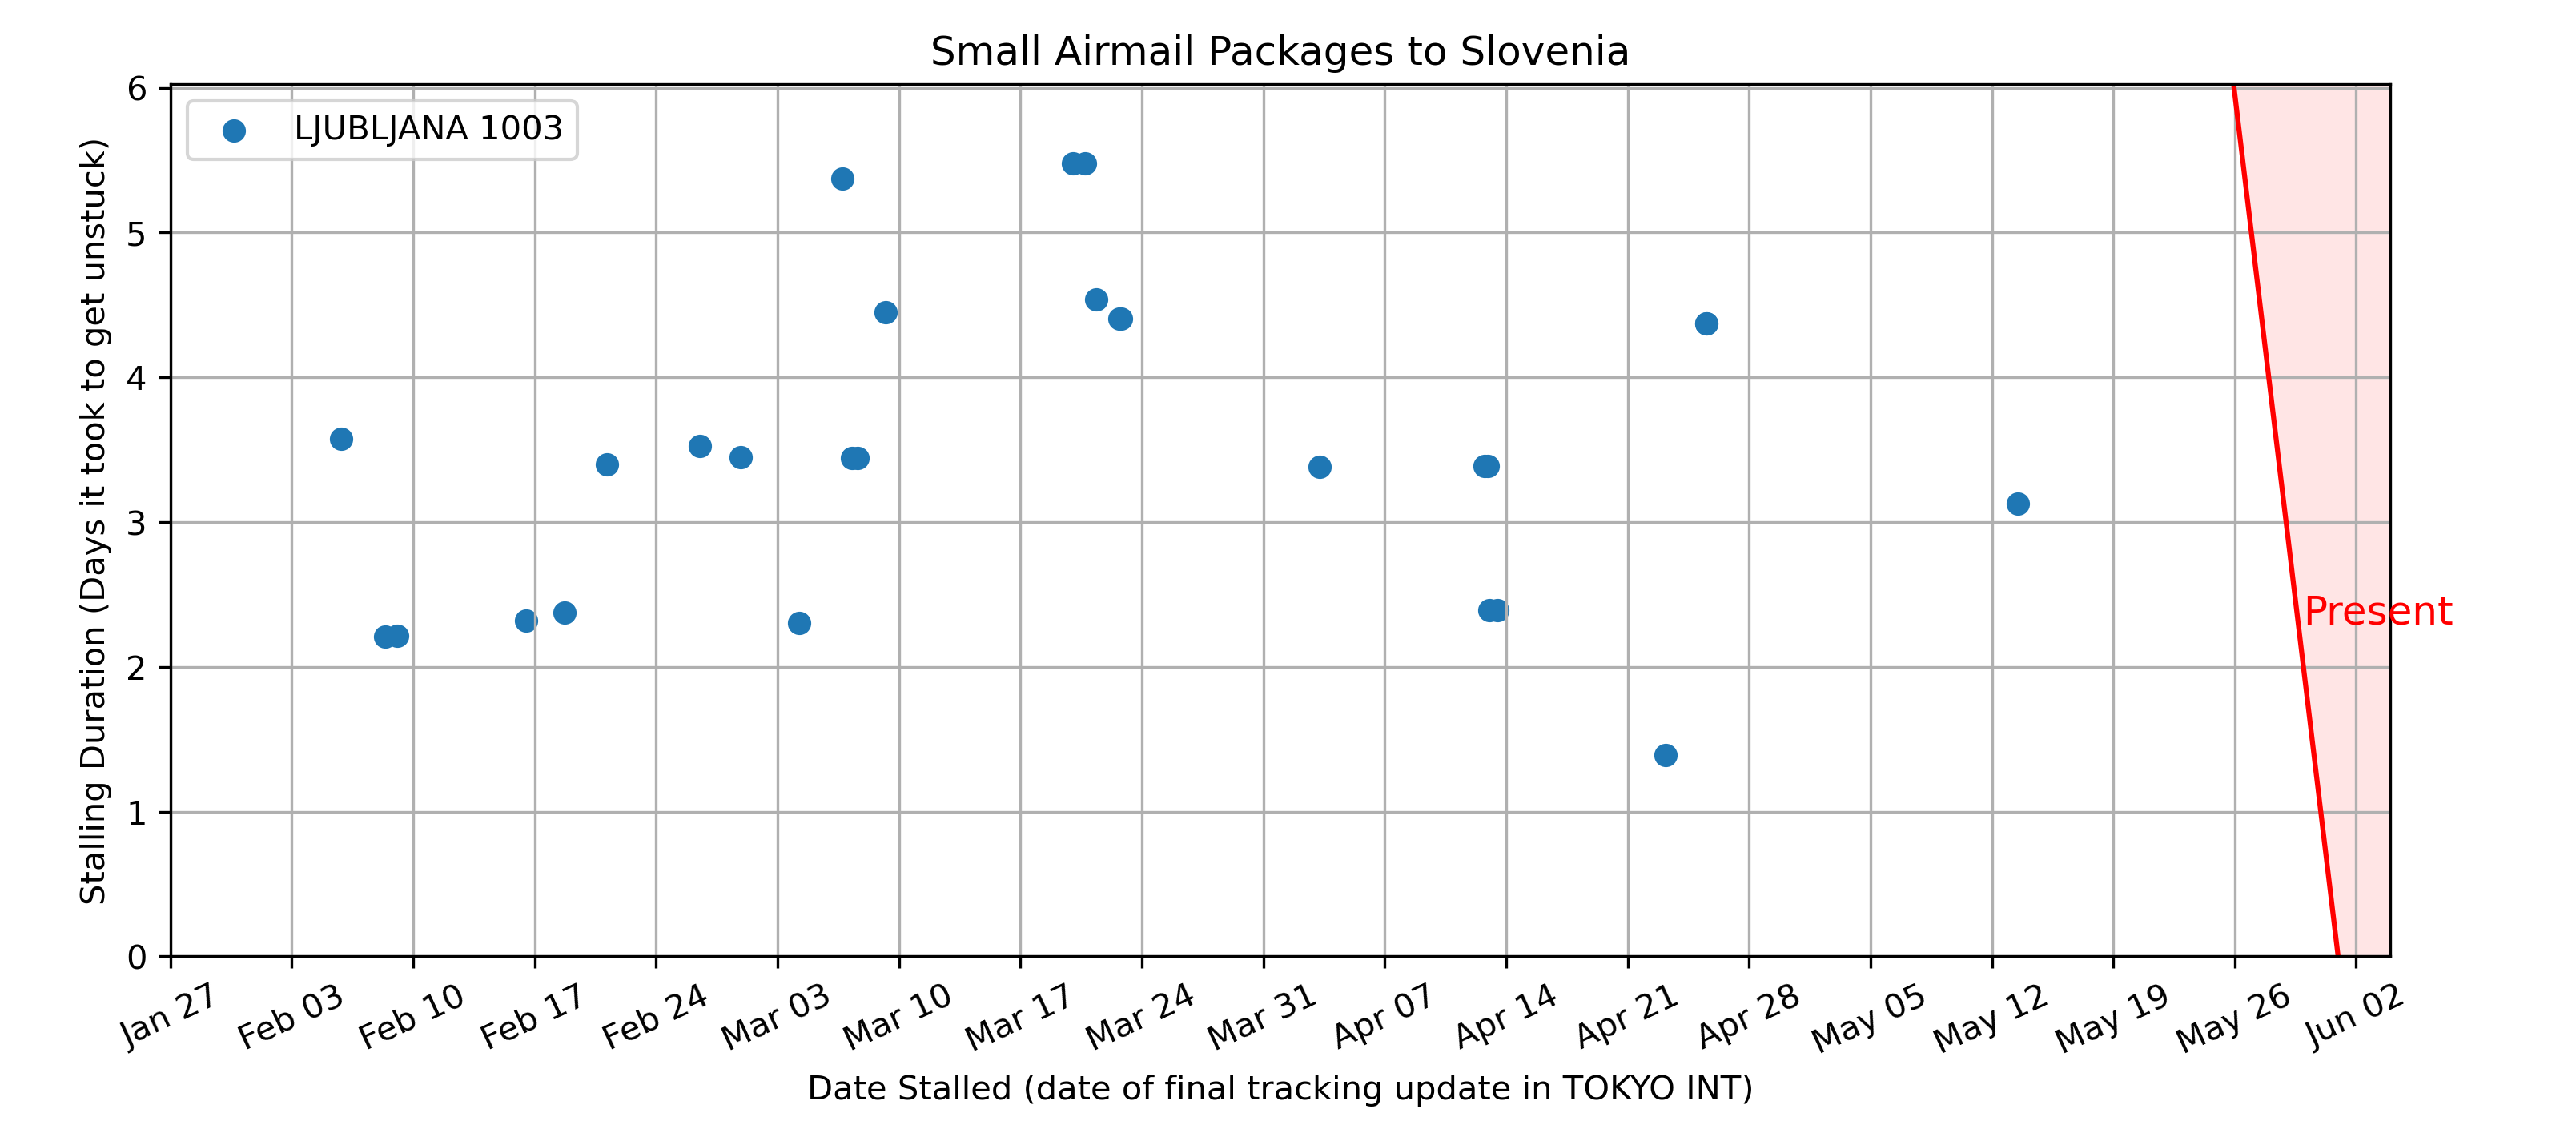 Small Airmail Packages to Slovenia
LJUBLJANA 1003
Stalling Duration (Days it took to get unstuck)
6
5
4
3
2
1
0
Present
Jan 27 Feb 03 Feb 10 Feb 17 Feb 24 Mar 03 Mar 10 Mar 17 Mar 24 Mar 31 Apr 07 Apr 14 Apr 21 Apr 28 May 05 May 12 May 19 May 26 Jun 02
Date Stalled (date of final tracking update in TOKYO INT)